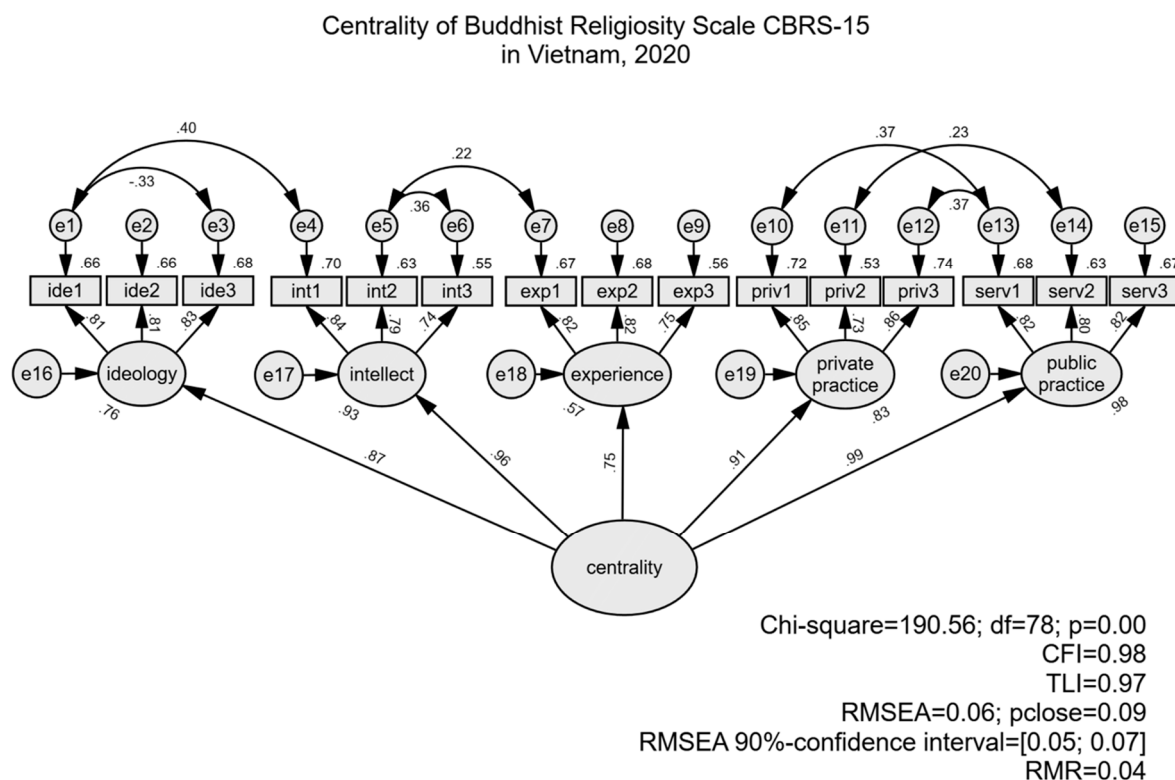 Centrality of Buddhist Religiosity Scale CBRS-15
in Vietnam, 2020
.40
.37
.23
.22
-.33
.36
.37
e1
e2
e3
e4
e5
e6
e7
e8
e9
e10
e11
e12
e13
e14
e15
.66
.66
.68
.70
.63
.55
.67
.68
.56
.72
.53
.74
.68
.63
.67
ide1
ide2
ide3
int1
int2
int3
exp1
exp2
exp3
priv1
priv2
priv3
serv1
serv2
serv3
.81
.81
.83
.84
.79
.74
.82
.82
.75
.85
.73
.86
.82
.80
.82
e16
ideology
e17
intellect
e18
experience
e19
private
practice
e20
public
practice
.76
.93
.57
.83
.98
.87
.96
.75
.91
.99
centrality
Chi-square=190.56; df=78; p=0.00
CFI=0.98
TLI=0.97
RMSEA=0.06; pclose=0.09
RMSEA 90%-confidence interval=[0.05; 0.07]
RMR=0.04